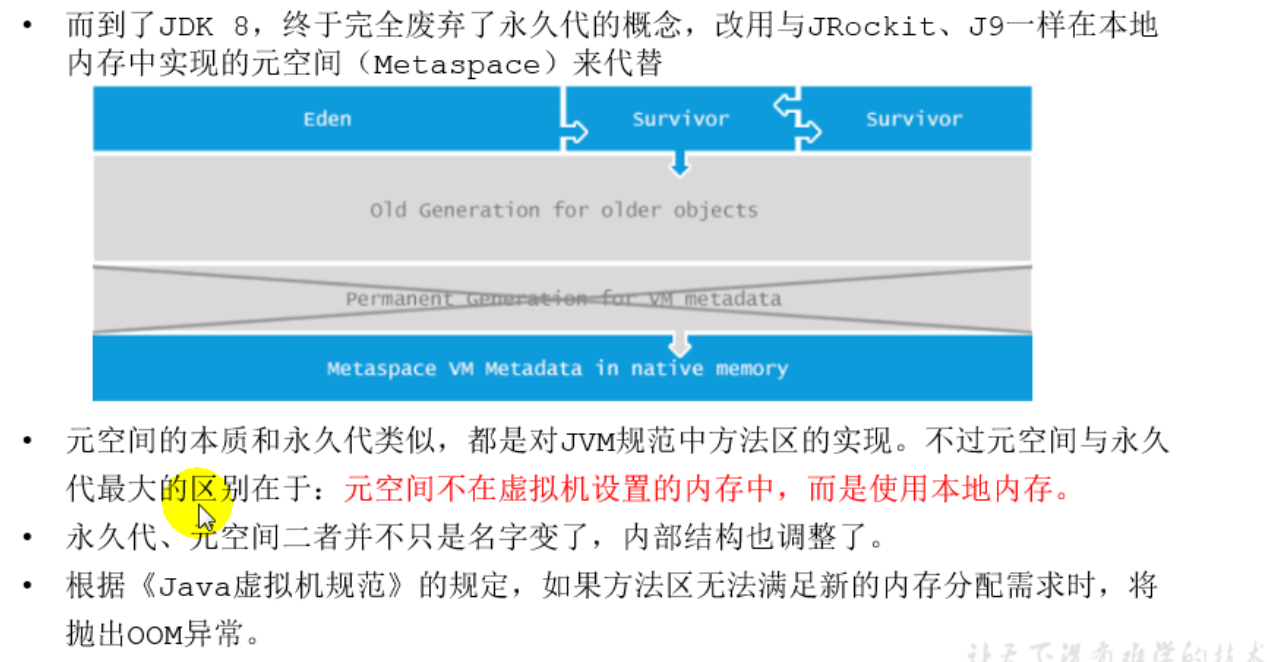 • 而到了JDK 8，终于完全废弃了永久代的概念，改用与JRockit、J9一样在本地
内存中实现的元空间（Metaspace）来代替
Eden
Survivor
Survivor
Old Generation for older objects
Permanent Generation for VM metadata
Metaspace VM Metadata in native memory
• 元空间的本质和永久代类似，都是对JVM规范中方法区的实现。不过元空间与永久
代最大的区别在于：元空间不在虚拟机设置的内存中，而是使用本地内存。
• 永久代、元空间二者并不只是名字变了，内部结构也调整了。
• 根据《Java虚拟机规范》的规定，如果方法区无法满足新的内存分配需求时，将
抛出OOM异常。
让天下没有难学的技术